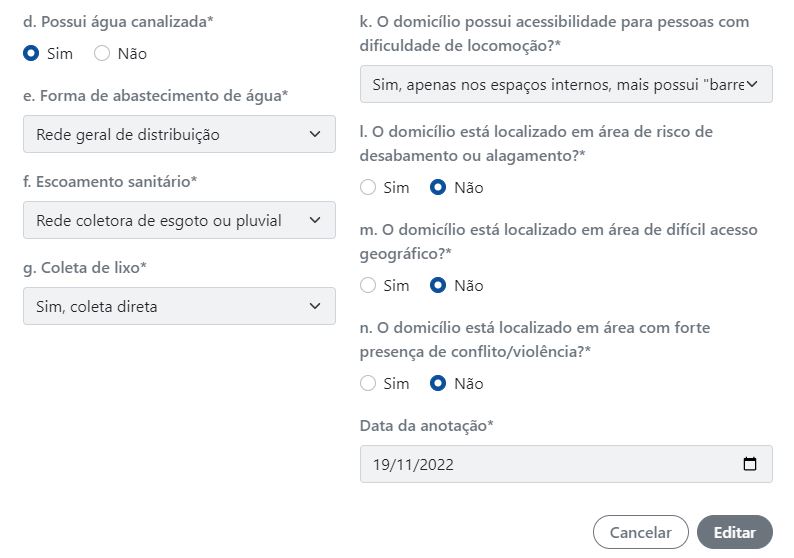 d. Possui água canalizada*
Sim Não
e. Forma de abastecimento de água*
Rede geral de distribuição
f. Escoamento sanitário*
Rede coletora de esgoto ou pluvial
g. Coleta de lixo*
Sim, coleta direta
k. O domicílio possui acessibilidade para pessoas com
dificuldade de locomoção?*
Sim, apenas nos espaços internos, mais possui "barre
l. O domicílio está localizado em área de risco de
desabamento ou alagamento?*
Sim Não
m. O domicílio está localizado em área de difícil acesso
geográfico?*
Sim Não
n. O domicílio está localizado em área com forte
presença de conflito/violência?*
Sim Não
Data da anotação*
19/11/2022
Cancelar Editar